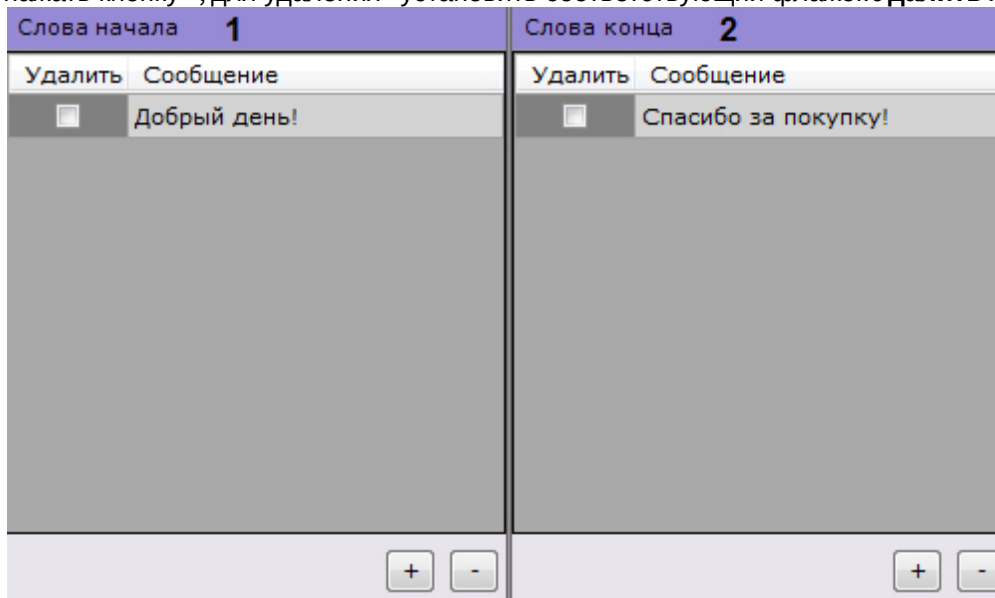 Слова начала 1
Слова конца 2
Удалить Сообщение
Удалить Сообщение
Добрый день!
Спасибо за покупку!
+ -
+ -